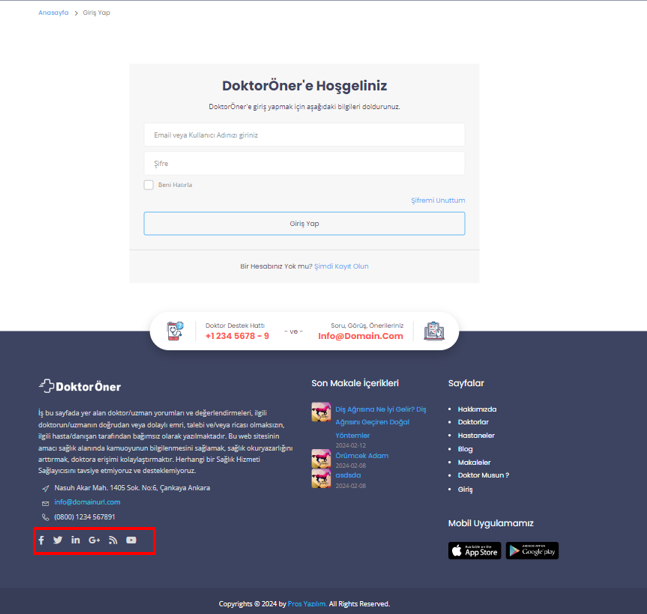 Anasayfa > Giriş Yap
DoktorÖner'e Hoşgeliniz
DoktorÖner'e giriş yapmak için aşağıdaki bilgileri doldurunuz.
Email veya Kullanıcı Adınızı giriniz
Şifre
Beni Hatırla
Şifremi Unuttum
Giriş Yap
Bir Hesabınız Yok mu? Şimdi Kayıt Olun
Doktor Destek Hattı
+1 234 5678 - 9
- ve -
Soru, Görüş, Önerileriniz
Info@Domain.Com
DoktorÖner
İş bu sayfada yer alan doktor/uzman yorumları ve değerlendirmeleri, ilgili
doktorun/uzmanın doğrudan veya dolaylı emri, talebi ve/veya ricası olmaksızın,
ilgili hasta/danışan tarafından bağımsız olarak yazılmaktadır. Bu web sitesinin
amacı sağlık alanında kamuoyunun bilgilenmesini sağlamak, sağlık okuryazarlığını
arttırmak, doktora erişimi kolaylaştırmaktır. Herhangi bir Sağlık Hizmeti
Sağlayıcısını tavsiye etmiyoruz ve desteklemiyoruz.
Nasuh Akar Mah. 1405 Sok. No:6, Çankaya Ankara
info@domainurl.com
(0800) 1234 567891
Son Makale İçerikleri
Diş Ağrısına Ne İyi Gelir? Diş
Ağrısını Geçiren Doğal
Yöntemler
2024-02-12
Örümcek Adam
2024-02-08
asdsda
2024-02-08
Sayfalar
Hakkımızda
Doktorlar
Hastaneler
Blog
Makaleler
Doktor Musun ?
Giriş
Mobil Uygulamamız
Available on the
App Store
Google play
Copyrights © 2024 by Pros Yazılım. All Rights Reserved.